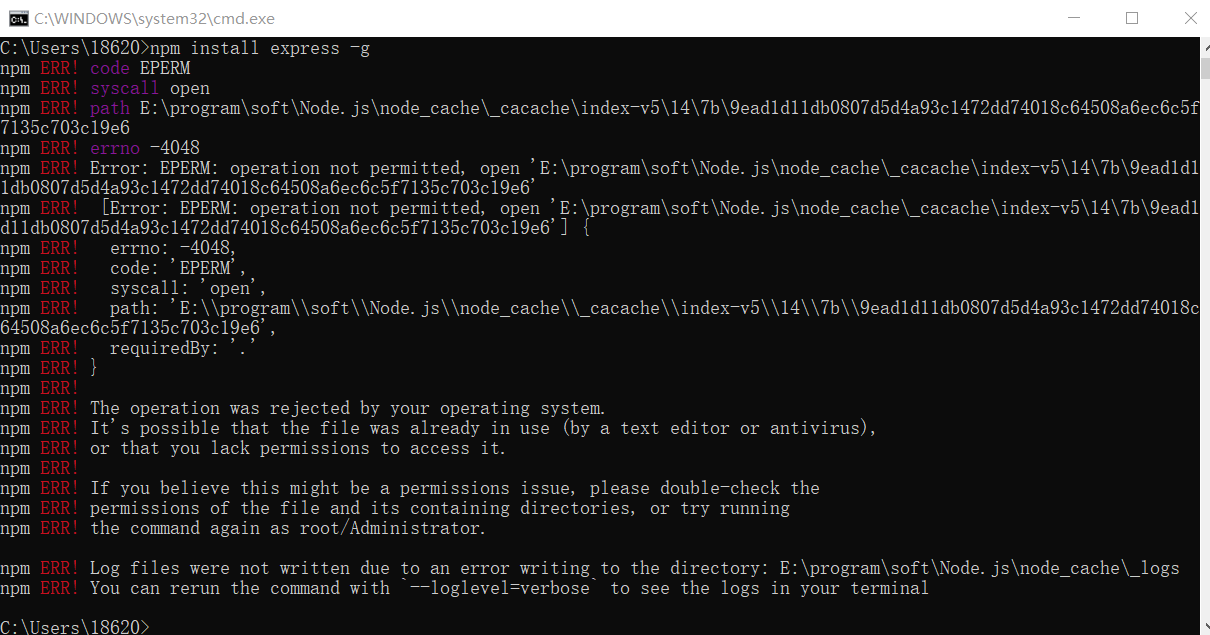 C:\WINDOWS\system32\cmd.exe
C:\Users\18620>npm install express -g
npm ERR! code EPERM
npm ERR! syscall open
npm ERR! path E:\program\soft\Node.js\node_cache\_cacache\index-v5\14\7b\9ead1d11db0807d5d4a93c1472dd74018c64508a6ec6c5f
7135c703c19e6
npm ERR! errno -4048
npm ERR! Error: EPERM: operation not permitted, open 'E:\program\soft\Node.js\node_cache\_cacache\index-v5\14\7b\9ead1d1
1db0807d5d4a93c1472dd74018c64508a6ec6c5f7135c703c19e6'
npm ERR!  [Error: EPERM: operation not permitted, open 'E:\program\soft\Node.js\node_cache\_cacache\index-v5\14\7b\9ead1
d11db0807d5d4a93c1472dd74018c64508a6ec6c5f7135c703c19e6'] {
npm ERR!   errno: -4048,
npm ERR!   code: 'EPERM',
npm ERR!   syscall: 'open',
npm ERR!   path: 'E:\\program\\soft\\Node.js\\node_cache\\_cacache\\index-v5\\14\\7b\\9ead1d11db0807d5d4a93c1472dd74018c
64508a6ec6c5f7135c703c19e6',
npm ERR!   requiredBy: '.'
npm ERR! }
npm ERR!
npm ERR! The operation was rejected by your operating system.
npm ERR! It's possible that the file was already in use (by a text editor or antivirus),
npm ERR! or that you lack permissions to access it.
npm ERR!
npm ERR! If you believe this might be a permissions issue, please double-check the
npm ERR! permissions of the file and its containing directories, or try running
npm ERR! the command again as root/Administrator.
npm ERR! Log files were not written due to an error writing to the directory: E:\program\soft\Node.js\node_cache\_logs
npm ERR! You can rerun the command with `--loglevel=verbose` to see the logs in your terminal
C:\Users\18620>